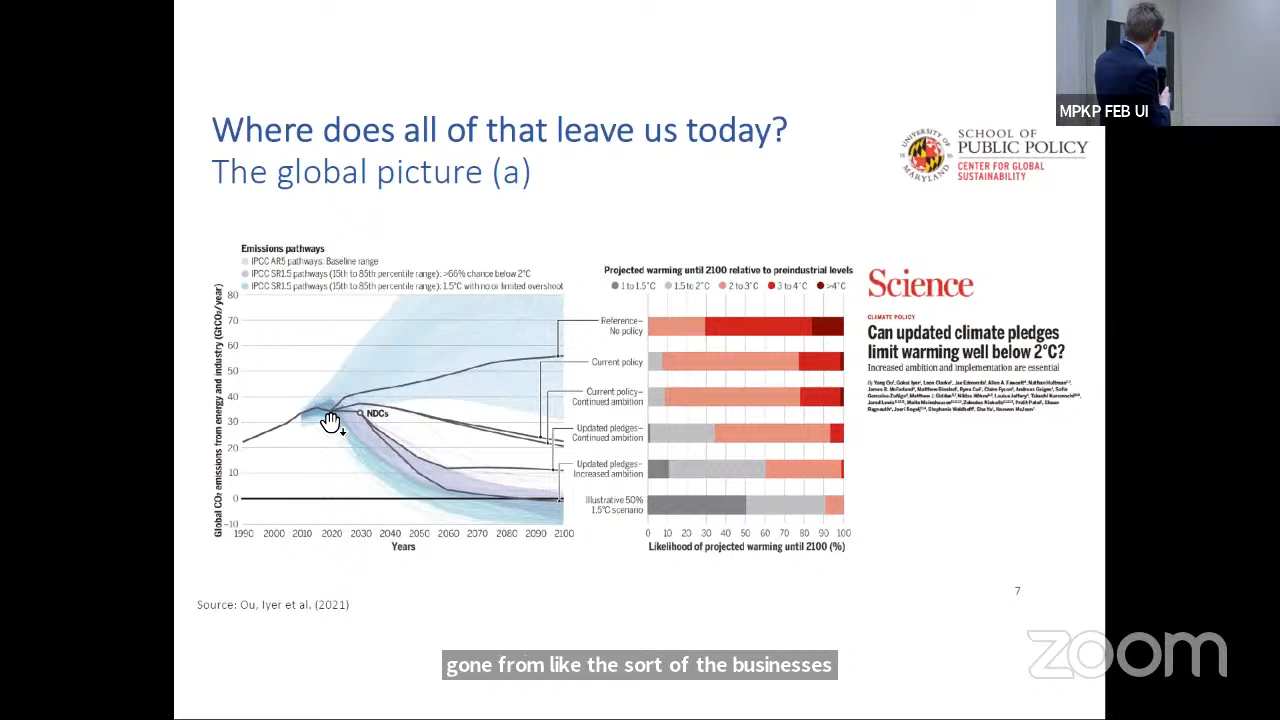 MPKP FEB UI
Where does all of that leave us today?
The global picture (a)
UNIVERSITY OF
MARYLAND
18
56
SCHOOL OF
PUBLIC POLICY
CENTER FOR GLOBAL
SUSTAINABILITY
Emissions pathways
IPCC AR5 pathways: Baseline range
IPCC SR1.5 pathways (15th to 85th percentile range): >66% chance below 2°C
IPCC SR1.5 pathways (15th to 85th percentile range): 1.5°C with no or limited overshoot
Global CO₂ emissions from energy and industry (GtCO₂/year)
80
70
60
50
40
30
20
10
0
-10
NDCs
1990 2000 2010 2020 2030 2040 2050 2060 2070 2080 2090 2100
Years
Projected warming until 2100 relative to preindustrial levels
1 to 1.5°C 1.5 to 2°C 2 to 3°C 3 to 4°C >4°C
Reference–
No policy
Current policy
Current policy–
Continued ambition
Updated pledges–
Continued ambition
Updated pledges–
Increased ambition
Illustrative 50%
1.5°C scenario
0 10 20 30 40 50 60 70 80 90 100
Likelihood of projected warming until 2100 (%)
Science
CLIMATE POLICY
Can updated climate pledges
limit warming well below 2°C?
Increased ambition and implementation are essential
Source: Ou, Iyer et al. (2021)
7
gone from like the sort of the businesses
zoom